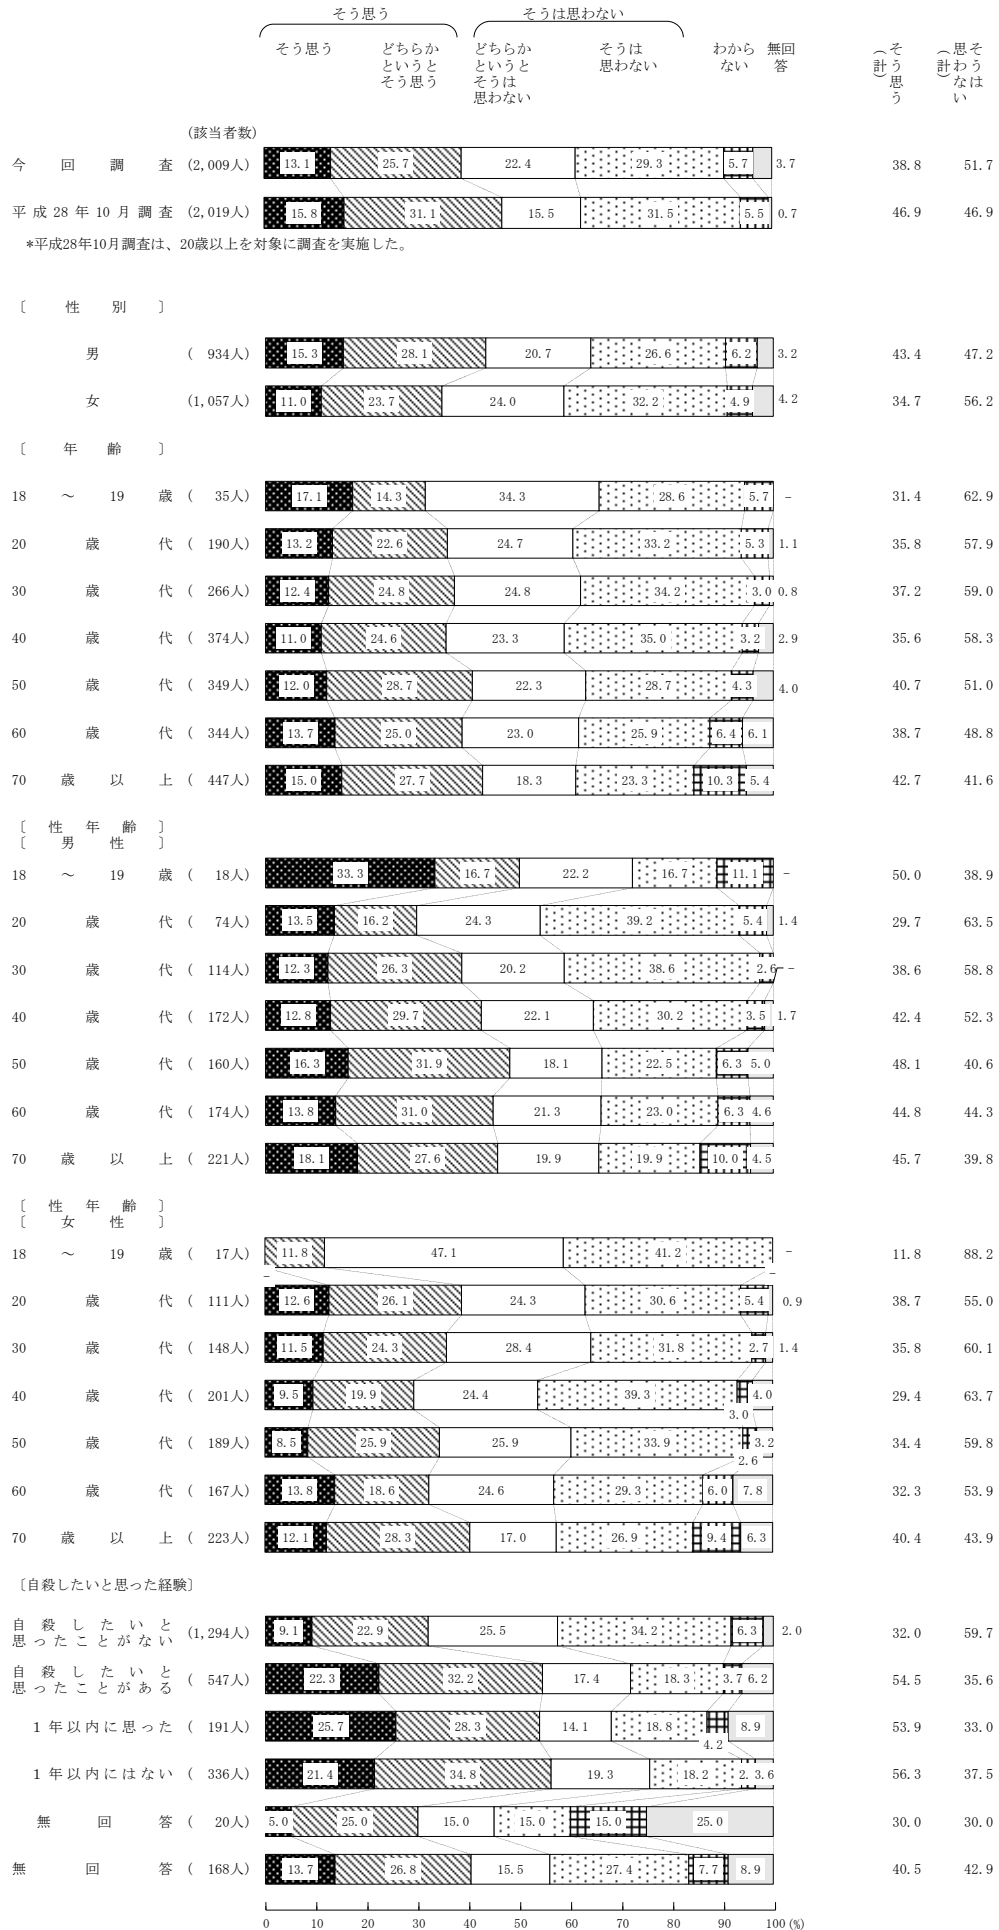 そう思う　そうは思わない
そう思う　どちらか
というと
そう思う　どちらか
というと
そうは
思わない　そうは
思わない　わから
ない　無回
答　そう思う
（計）　そうは
思わない
（計）
(該当者数)
今回調査 (2,009人) 13.1 25.7 22.4 29.3 5.7 3.7 38.8 51.7
平成28年10月調査 (2,019人) 15.8 31.1 15.5 31.5 5.5 0.7 46.9 46.9
*平成28年10月調査は、20歳以上を対象に調査を実施した。
〔性別〕
男 ( 934人) 15.3 28.1 20.7 26.6 6.2 3.2 43.4 47.2
女 (1,057人) 11.0 23.7 24.0 32.2 4.9 4.2 34.7 56.2
〔年齢〕
18～19歳 ( 35人) 17.1 14.3 34.3 28.6 5.7 － 31.4 62.9
20歳代 ( 190人) 13.2 22.6 24.7 33.2 5.3 1.1 35.8 57.9
30歳代 ( 266人) 12.4 24.8 24.8 34.2 3.0 0.8 37.2 59.0
40歳代 ( 374人) 11.0 24.6 23.3 35.0 3.2 2.9 35.6 58.3
50歳代 ( 349人) 12.0 28.7 22.3 28.7 4.3 4.0 40.7 51.0
60歳代 ( 344人) 13.7 25.0 23.0 25.9 6.4 6.1 38.7 48.8
70歳以上 ( 447人) 15.0 27.7 18.3 23.3 10.3 5.4 42.7 41.6
〔性年齢〕
〔男性〕
18～19歳 ( 18人) 33.3 16.7 22.2 16.7 11.1 － 50.0 38.9
20歳代 ( 74人) 13.5 16.2 24.3 39.2 5.4 1.4 29.7 63.5
30歳代 ( 114人) 12.3 26.3 20.2 38.6 2.6 － 38.6 58.8
40歳代 ( 172人) 12.8 29.7 22.1 30.2 3.5 1.7 42.4 52.3
50歳代 ( 160人) 16.3 31.9 18.1 22.5 6.3 5.0 48.1 40.6
60歳代 ( 174人) 13.8 31.0 21.3 23.0 6.3 4.6 44.8 44.3
70歳以上 ( 221人) 18.1 27.6 19.9 19.9 10.0 4.5 45.7 39.8
〔性年齢〕
〔女性〕
18～19歳 ( 17人) － 11.8 47.1 41.2 － － 11.8 88.2
20歳代 ( 111人) 12.6 26.1 24.3 30.6 5.4 0.9 38.7 55.0
30歳代 ( 148人) 11.5 24.3 28.4 31.8 2.7 1.4 35.8 60.1
40歳代 ( 201人) 9.5 19.9 24.4 39.3 3.0 4.0 29.4 63.7
50歳代 ( 189人) 8.5 25.9 25.9 33.9 2.6 3.2 34.4 59.8
60歳代 ( 167人) 13.8 18.6 24.6 29.3 6.0 7.8 32.3 53.9
70歳以上 ( 223人) 12.1 28.3 17.0 26.9 9.4 6.3 40.4 43.9
〔自殺したいと思った経験〕
自殺したいと
思ったことがない (1,294人) 9.1 22.9 25.5 34.2 6.3 2.0 32.0 59.7
自殺したいと
思ったことがある ( 547人) 22.3 32.2 17.4 18.3 3.7 6.2 54.5 35.6
1年以内に思った ( 191人) 25.7 28.3 14.1 18.8 4.2 8.9 53.9 33.0
1年以内にはない ( 336人) 21.4 34.8 19.3 18.2 2. 3.6 56.3 37.5
無回答 ( 20人) 5.0 25.0 15.0 15.0 15.0 25.0 30.0 30.0
無回答 ( 168人) 13.7 26.8 15.5 27.4 7.7 8.9 40.5 42.9
0 10 20 30 40 50 60 70 80 90 100 (%)